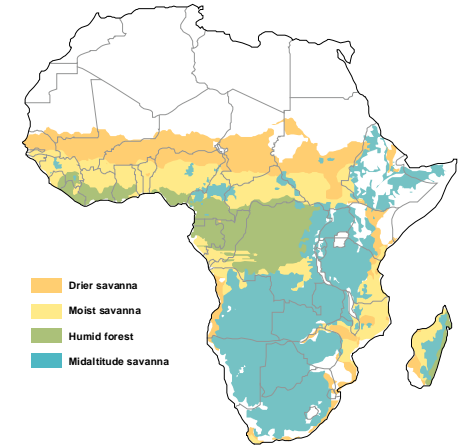 Drier savanna
Moist savanna
Humid forest
Midaltitude savanna